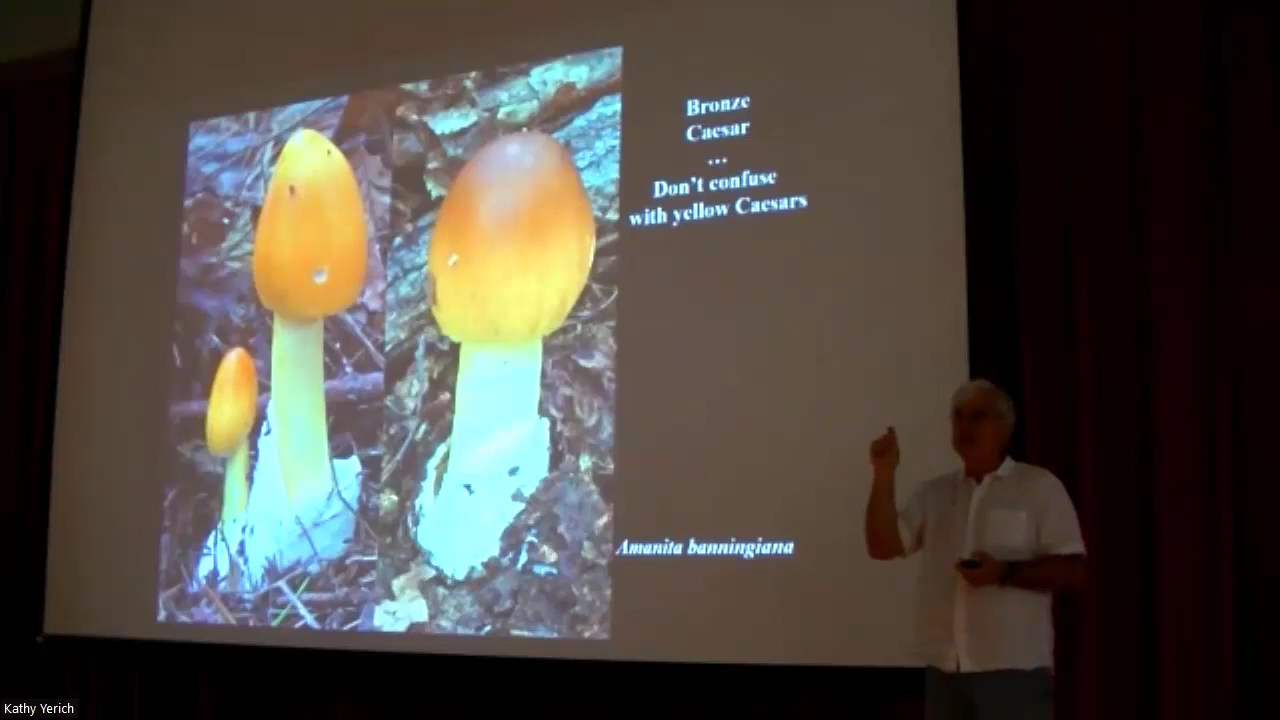 Bronze
Caesar
...
Don't confuse
with yellow Caesars
Amanita banningiana
Kathy Yerich